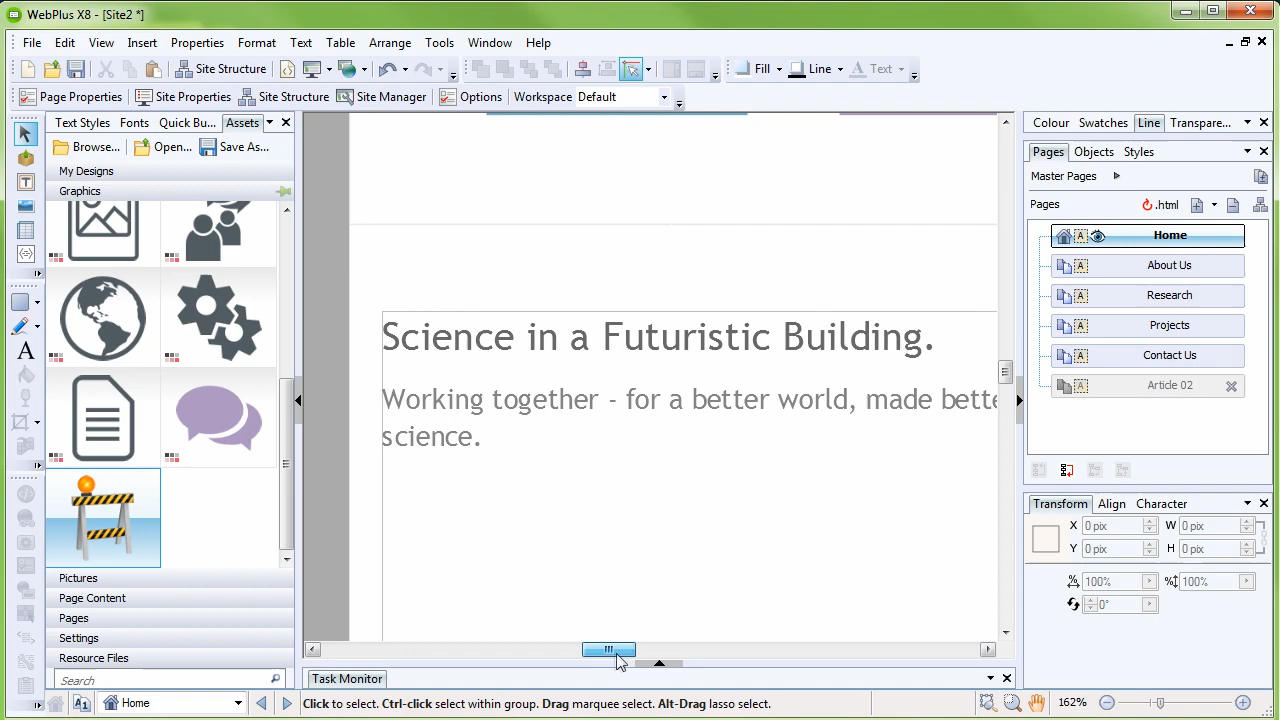 WebPlus X8 - [Site2 *]
File Edit View Insert Properties Format Text Table Arrange Tools Window Help
Site Structure Fill Line Text
Page Properties Site Properties Site Structure Site Manager Options Workspace Default
Text Styles Fonts Quick Bu... Assets
Browse... Open... Save As...
My Designs
Graphics
Pictures
Page Content
Pages
Settings
Resource Files
Search
Science in a Futuristic Building.
Working together - for a better world, made bette
science.
Task Monitor
Colour Swatches Line Transpare...
Pages Objects Styles
Master Pages
Pages .html
Home
About Us
Research
Projects
Contact Us
Article 02
Transform Align Character
X 0 pix W 0 pix
Y 0 pix H 0 pix
100% 100%
0°
Home Click to select. Ctrl-click select within group. Drag marquee select. Alt-Drag lasso select. 162%